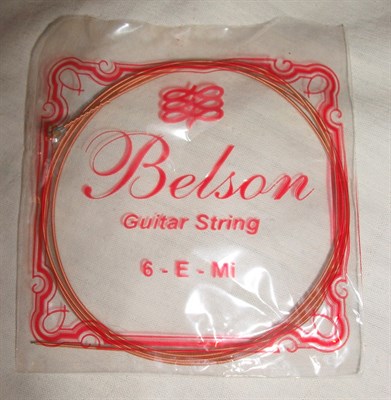 Belson
Guitar String
6 - E - Mi